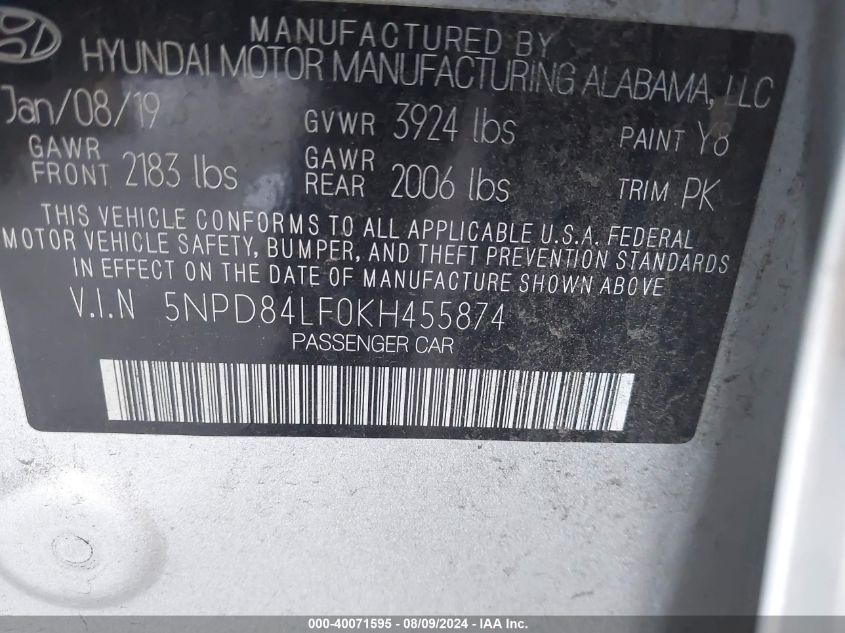 MANUFACTURED BY
HYUNDAI MOTOR MANUFACTURING ALABAMA, LLC
Jan/08/19 GVWR 3924 lbs PAINT Y8
GAWR FRONT 2183 lbs GAWR REAR 2006 lbs TRIM PK
THIS VEHICLE CONFORMS TO ALL APPLICABLE U.S.A. FEDERAL
MOTOR VEHICLE SAFETY, BUMPER, AND THEFT PREVENTION STANDARDS
IN EFFECT ON THE DATE OF MANUFACTURE SHOWN ABOVE
V.I.N 5NPD84LF0KH455874
PASSENGER CAR
000-40071595 - 08/09/2024 - IAA Inc.